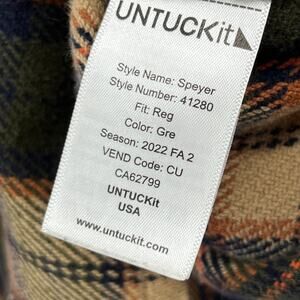 UNTUCKit
Style Name: Speyer
Style Number: 41280
Fit: Reg
Color: Gre
Season: 2022 FA 2
VEND Code: CU
CA62799
UNTUCKit
USA
www.untuckit.com